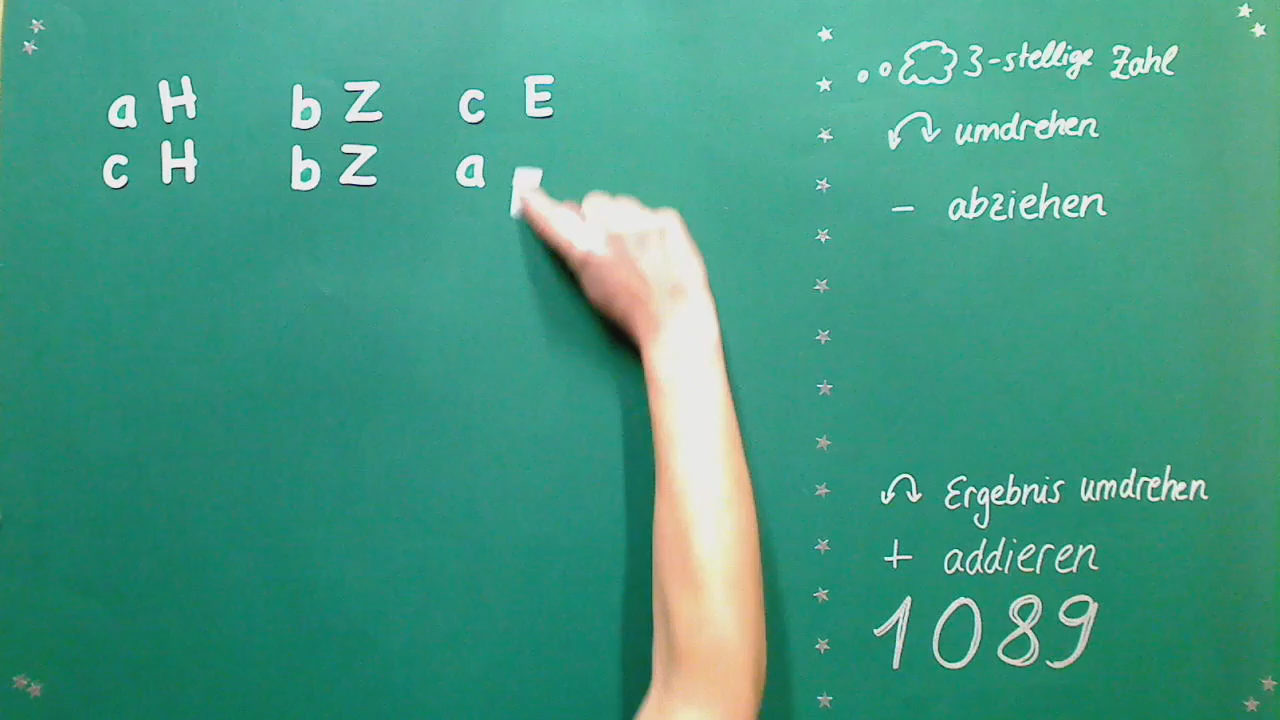 a H b Z c E
c H b Z a
3-stellige Zahl
umdrehen
- abziehen
Ergebnis umdrehen
+ addieren
1089